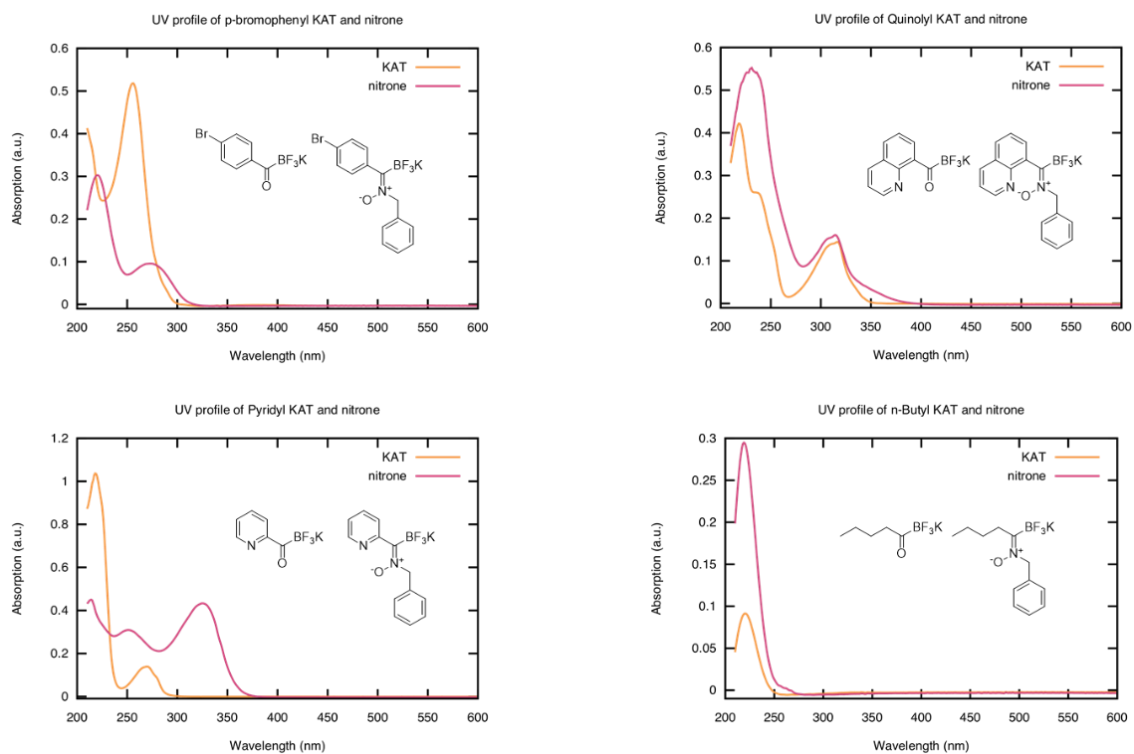 UV profile of p-bromophenyl KAT and nitrone
0.6
0.5
0.4
0.3
0.2
0.1
0
Absorption (a.u.)
KAT
nitrone
Br
BF3K
O
Br
BF3K
-O
N+
200 250 300 350 400 450 500 550 600
Wavelength (nm)
UV profile of Quinolyl KAT and nitrone
0.6
0.5
0.4
0.3
0.2
0.1
0
Absorption (a.u.)
KAT
nitrone
BF3K
N
O
BF3K
N
-O
N+
200 250 300 350 400 450 500 550 600
Wavelength (nm)
UV profile of Pyridyl KAT and nitrone
1.2
1
0.8
0.6
0.4
0.2
0
Absorption (a.u.)
KAT
nitrone
BF3K
N
O
BF3K
N
-O
N+
200 250 300 350 400 450 500 550 600
Wavelength (nm)
UV profile of n-Butyl KAT and nitrone
0.3
0.25
0.2
0.15
0.1
0.05
0
Absorption (a.u.)
KAT
nitrone
BF3K
O
BF3K
-O
N+
200 250 300 350 400 450 500 550 600
Wavelength (nm)